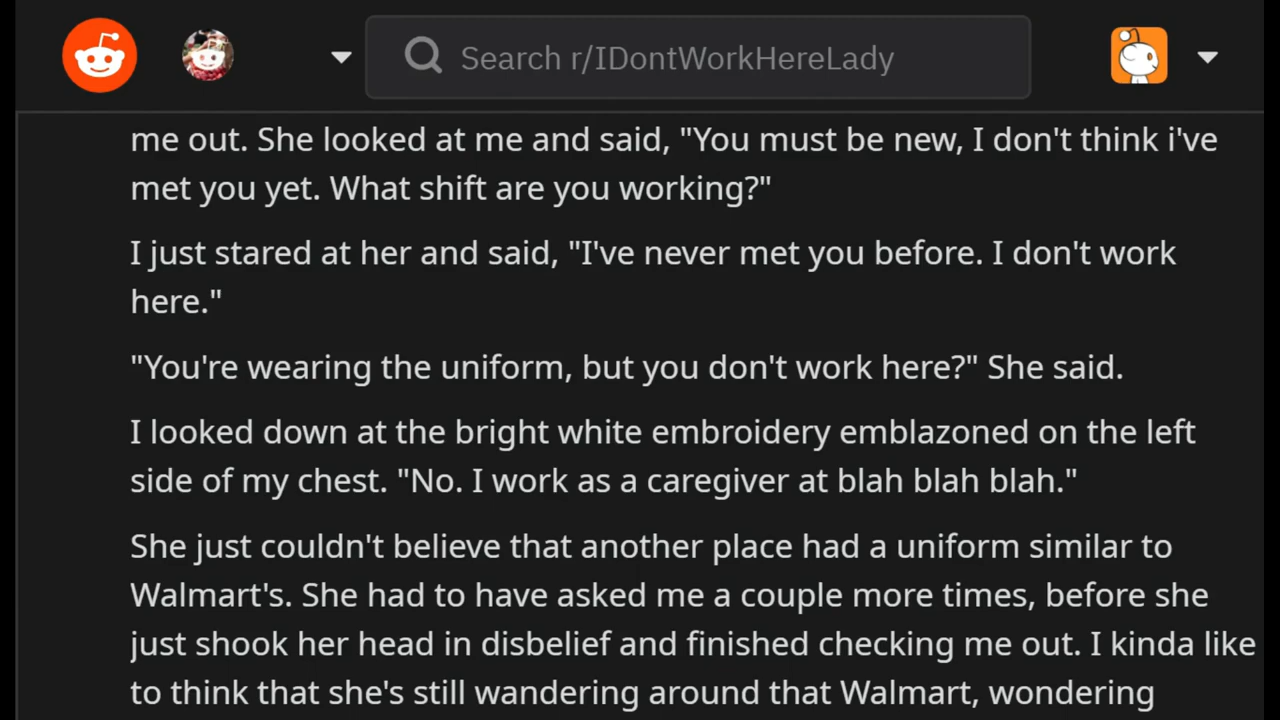 Search r/IDontWorkHereLady
me out. She looked at me and said, "You must be new, I don't think i've
met you yet. What shift are you working?"
I just stared at her and said, "I've never met you before. I don't work
here."
"You're wearing the uniform, but you don't work here?" She said.
I looked down at the bright white embroidery emblazoned on the left
side of my chest. "No. I work as a caregiver at blah blah blah."
She just couldn't believe that another place had a uniform similar to
Walmart's. She had to have asked me a couple more times, before she
just shook her head in disbelief and finished checking me out. I kinda like
to think that she's still wandering around that Walmart, wondering